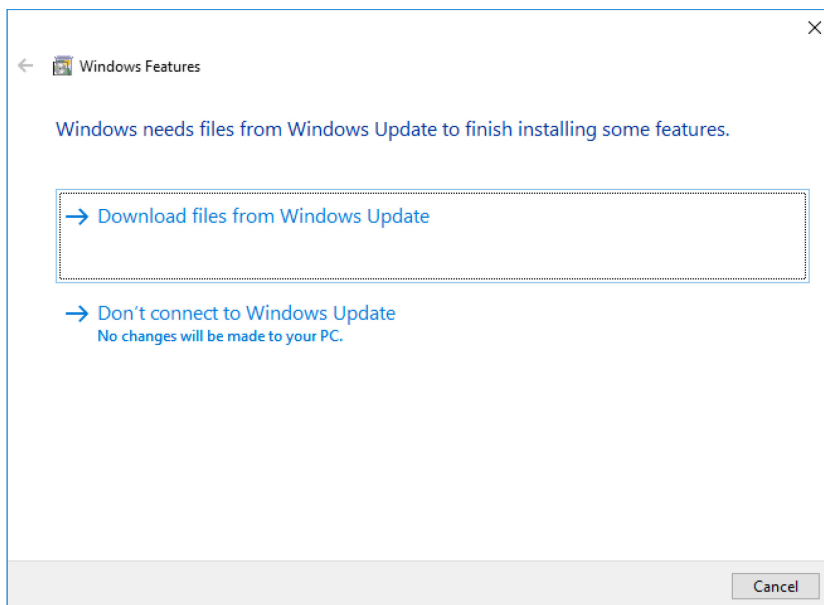 Windows Features
Windows needs files from Windows Update to finish installing some features.
Download files from Windows Update
Don't connect to Windows Update
No changes will be made to your PC.
Cancel